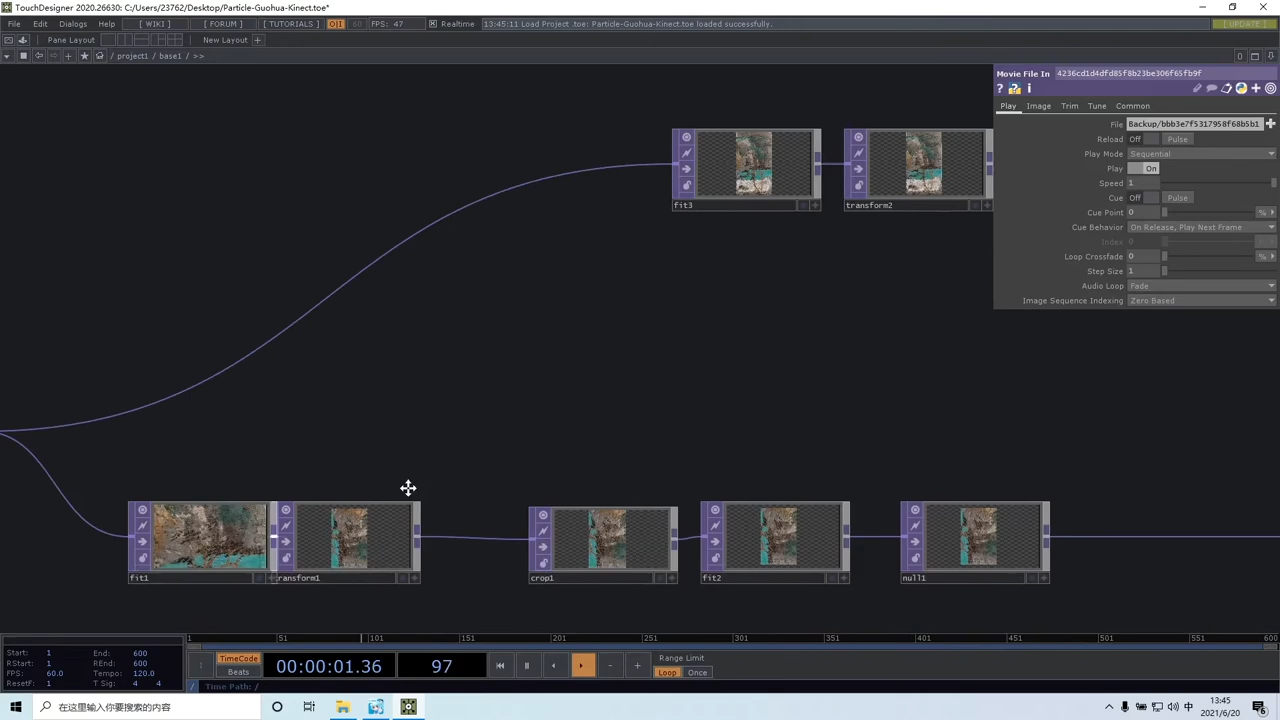 TouchDesigner 2020.26630: C:/Users/23762/Desktop/Particle-Guohua-Kinect.toe*
File Edit Dialogs Help [ WIKI ] [ FORUM ] [ TUTORIALS ] O|I 60 FPS: 47 Realtime 13:45:11 Load Project .toe: Particle-Guohua-Kinect.toe loaded successfully. [ UPDATE ]
Pane Layout New Layout +
/ project1 / base1 / >> 0
Movie File In 4236cd1d4dfd85f8b23be306f65fb9f
? ? i
Play Image Trim Tune Common
File Backup/bbb3e7f5317958f68b5b1
Reload Off Pulse
Play Mode Sequential
Play On
Speed 1
Cue Off Pulse
Cue Point 0 %
Cue Behavior On Release, Play Next Frame
Index 0
Loop Crossfade 0 %
Step Size 1
Audio Loop Fade
Image Sequence Indexing Zero Based
fit3 transform2
fit1 ransform1 crop1 fit2 null1
1 51 101 151 201 251 301 351 401 451 501 551 600
Start: 1 End: 600
RStart: 1 REnd: 600
FPS: 60.0 Tempo: 120.0
ResetF: 1 T Sig: 4 4
TimeCode
Beats
00:00:01.36 97
Range Limit
Loop Once
/ Time Path: /
在这里输入你要搜索的内容
中
13:45
2021/6/20
6